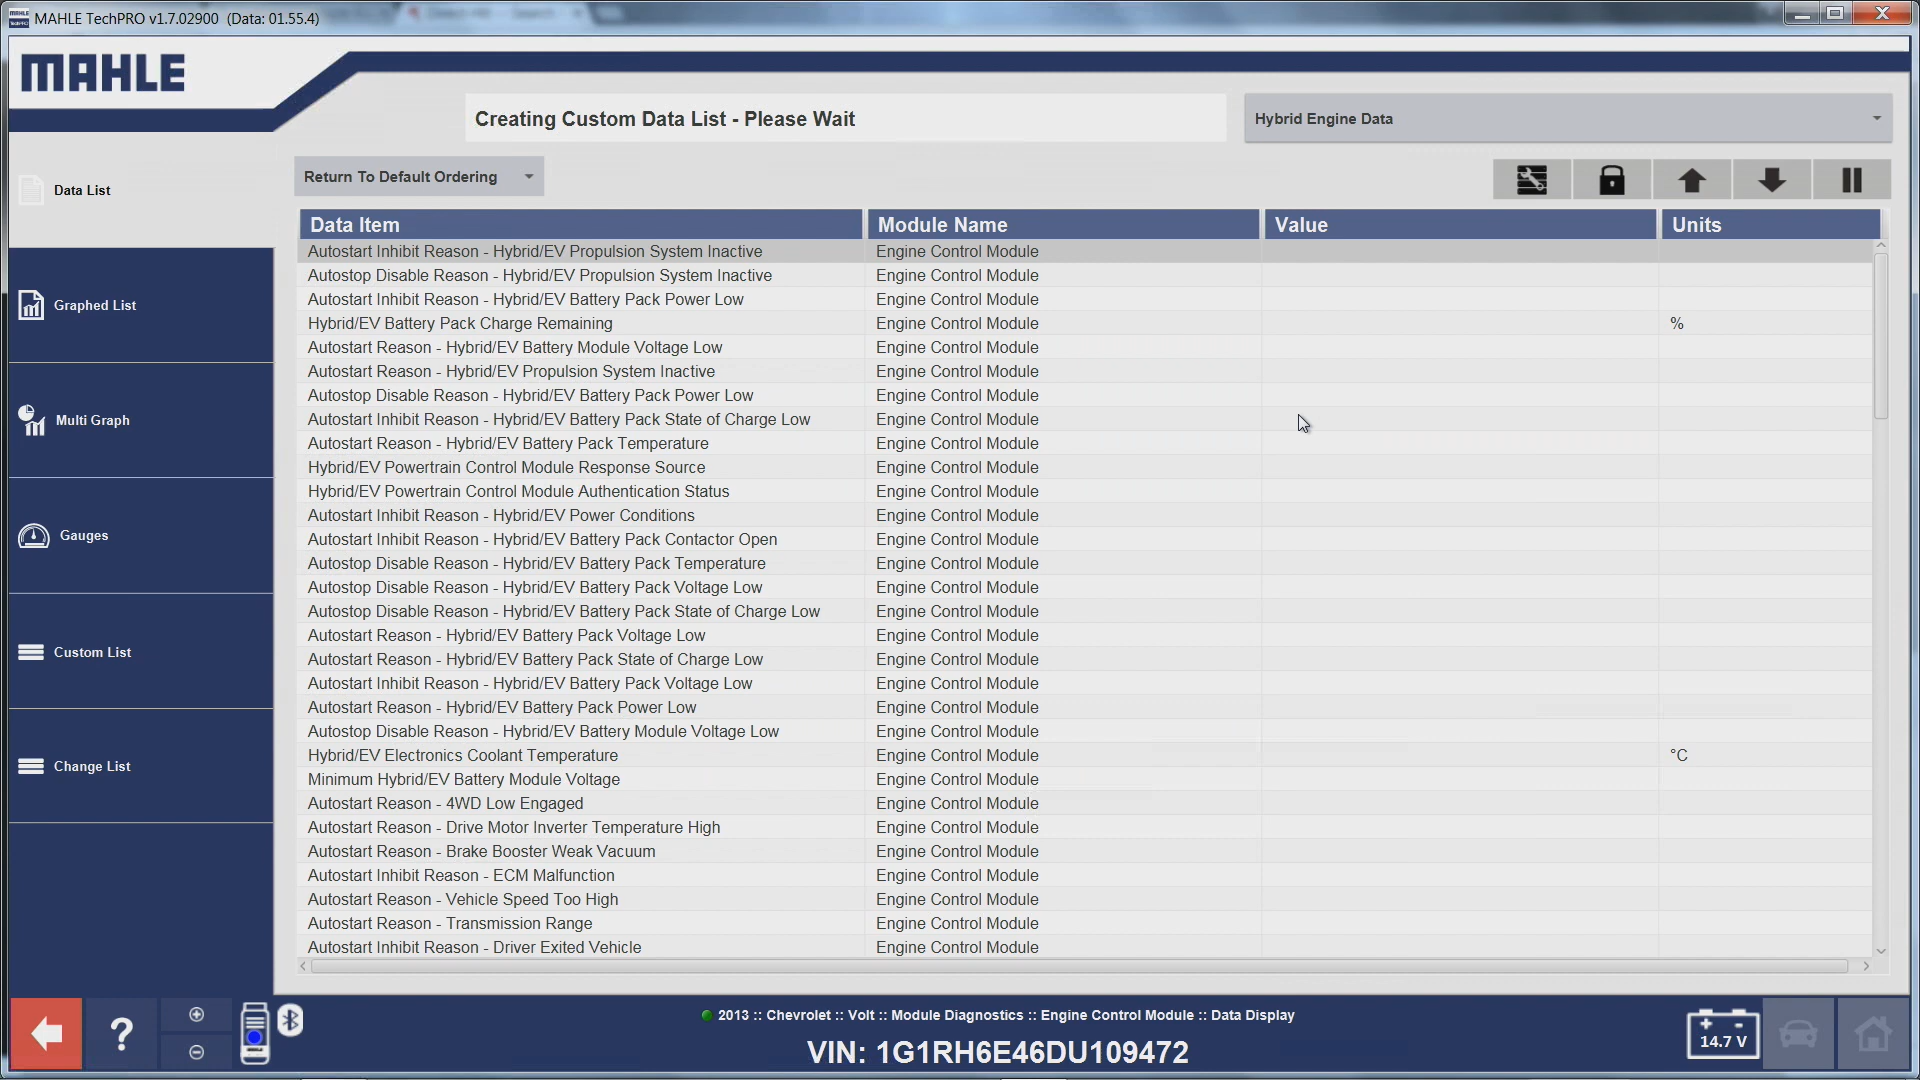 MAHLE TechPRO v1.7.02900 (Data: 01.55.4)
MAHLE
Creating Custom Data List - Please Wait
Hybrid Engine Data
Data List
Return To Default Ordering
Data Item Module Name Value Units
Autostart Inhibit Reason - Hybrid/EV Propulsion System Inactive Engine Control Module
Autostop Disable Reason - Hybrid/EV Propulsion System Inactive Engine Control Module
Autostart Inhibit Reason - Hybrid/EV Battery Pack Power Low Engine Control Module
Hybrid/EV Battery Pack Charge Remaining Engine Control Module %
Autostart Reason - Hybrid/EV Battery Module Voltage Low Engine Control Module
Autostart Reason - Hybrid/EV Propulsion System Inactive Engine Control Module
Autostop Disable Reason - Hybrid/EV Battery Pack Power Low Engine Control Module
Autostart Inhibit Reason - Hybrid/EV Battery Pack State of Charge Low Engine Control Module
Autostart Reason - Hybrid/EV Battery Pack Temperature Engine Control Module
Hybrid/EV Powertrain Control Module Response Source Engine Control Module
Hybrid/EV Powertrain Control Module Authentication Status Engine Control Module
Autostart Inhibit Reason - Hybrid/EV Power Conditions Engine Control Module
Autostart Inhibit Reason - Hybrid/EV Battery Pack Contactor Open Engine Control Module
Autostop Disable Reason - Hybrid/EV Battery Pack Temperature Engine Control Module
Autostop Disable Reason - Hybrid/EV Battery Pack Voltage Low Engine Control Module
Autostop Disable Reason - Hybrid/EV Battery Pack State of Charge Low Engine Control Module
Autostart Reason - Hybrid/EV Battery Pack Voltage Low Engine Control Module
Autostart Reason - Hybrid/EV Battery Pack State of Charge Low Engine Control Module
Autostart Inhibit Reason - Hybrid/EV Battery Pack Voltage Low Engine Control Module
Autostart Reason - Hybrid/EV Battery Pack Power Low Engine Control Module
Autostop Disable Reason - Hybrid/EV Battery Module Voltage Low Engine Control Module
Hybrid/EV Electronics Coolant Temperature Engine Control Module °C
Minimum Hybrid/EV Battery Module Voltage Engine Control Module
Autostart Reason - 4WD Low Engaged Engine Control Module
Autostart Reason - Drive Motor Inverter Temperature High Engine Control Module
Autostart Reason - Brake Booster Weak Vacuum Engine Control Module
Autostart Inhibit Reason - ECM Malfunction Engine Control Module
Autostart Reason - Vehicle Speed Too High Engine Control Module
Autostart Reason - Transmission Range Engine Control Module
Autostart Inhibit Reason - Driver Exited Vehicle Engine Control Module
Graphed List
Multi Graph
Gauges
Custom List
Change List
?
2013 :: Chevrolet :: Volt :: Module Diagnostics :: Engine Control Module :: Data Display
VIN: 1G1RH6E46DU109472
14.7 V